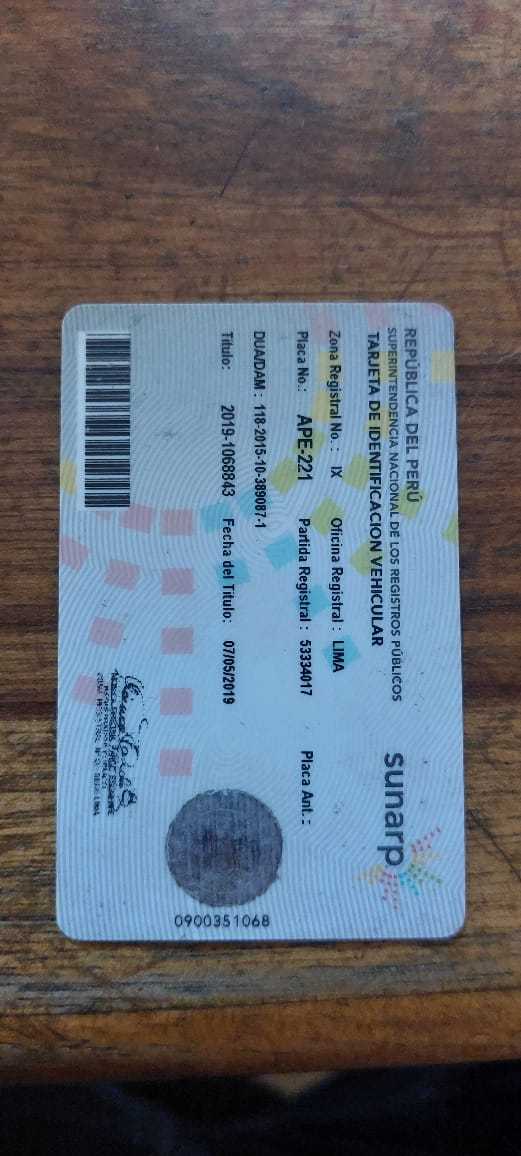 REPÚBLICA DEL PERÚ
SUPERINTENDENCIA NACIONAL DE LOS REGISTROS PÚBLICOS
TARJETA DE IDENTIFICACION VEHICULAR
sunarp
Zona Registral No. : IX Oficina Registral : LIMA
Placa No.: APE-221 Partida Registral : 53334017 Placa Ant. :
DUA/DAM : 118-2015-10-389087-1
Título: 2019-1068843 Fecha del Título: 07/05/2019
0900351068